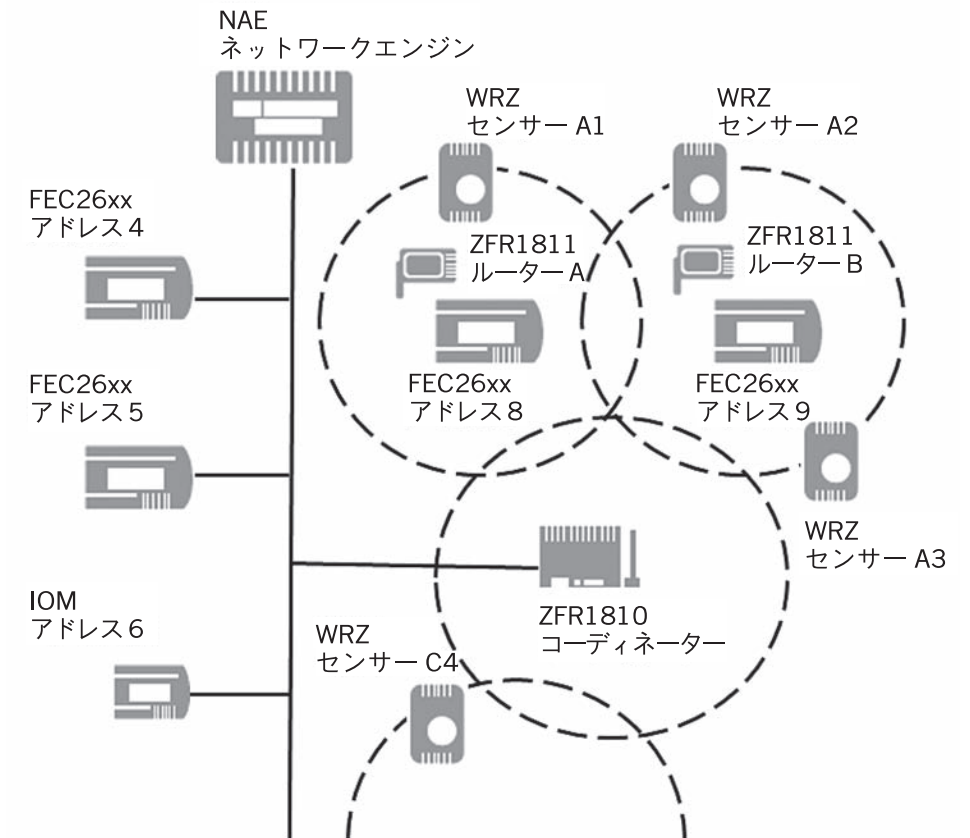 NAE
ネットワークエンジン
WRZ
センサー A1
WRZ
センサー A2
FEC26xx
アドレス 4
ZFR1811
ルーター A
ZFR1811
ルーター B
FEC26xx
アドレス 5
FEC26xx
アドレス 8
FEC26xx
アドレス 9
WRZ
センサー A3
IOM
アドレス 6
ZFR1810
コーディネーター
WRZ
センサー C4